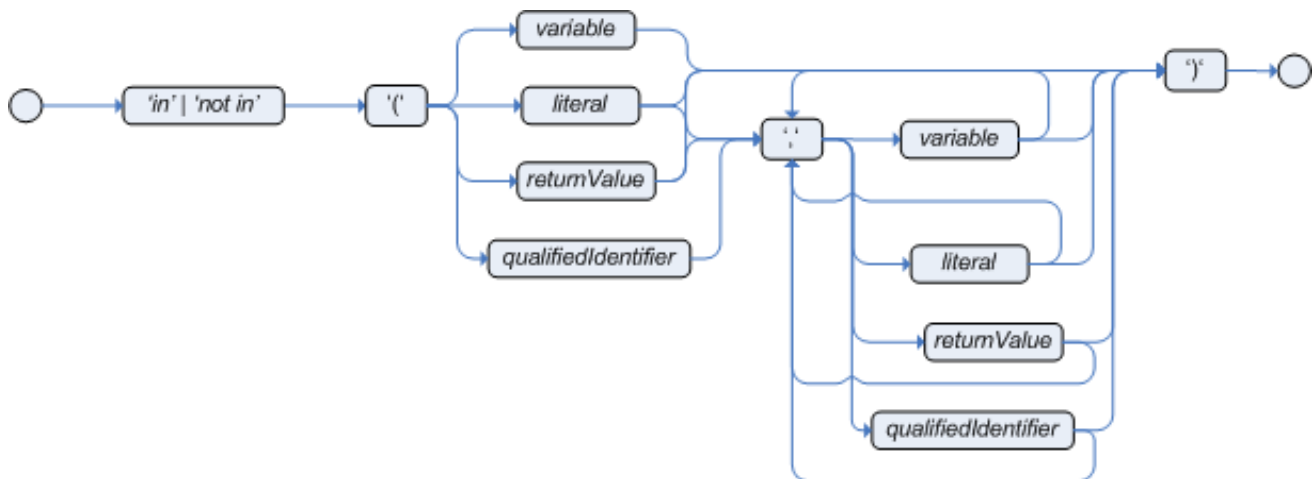 variable
‘in’ | ‘not in’
'('
literal
‘)‘
‘,‘
variable
returnValue
qualifiedIdentifier
literal
returnValue
qualifiedIdentifier